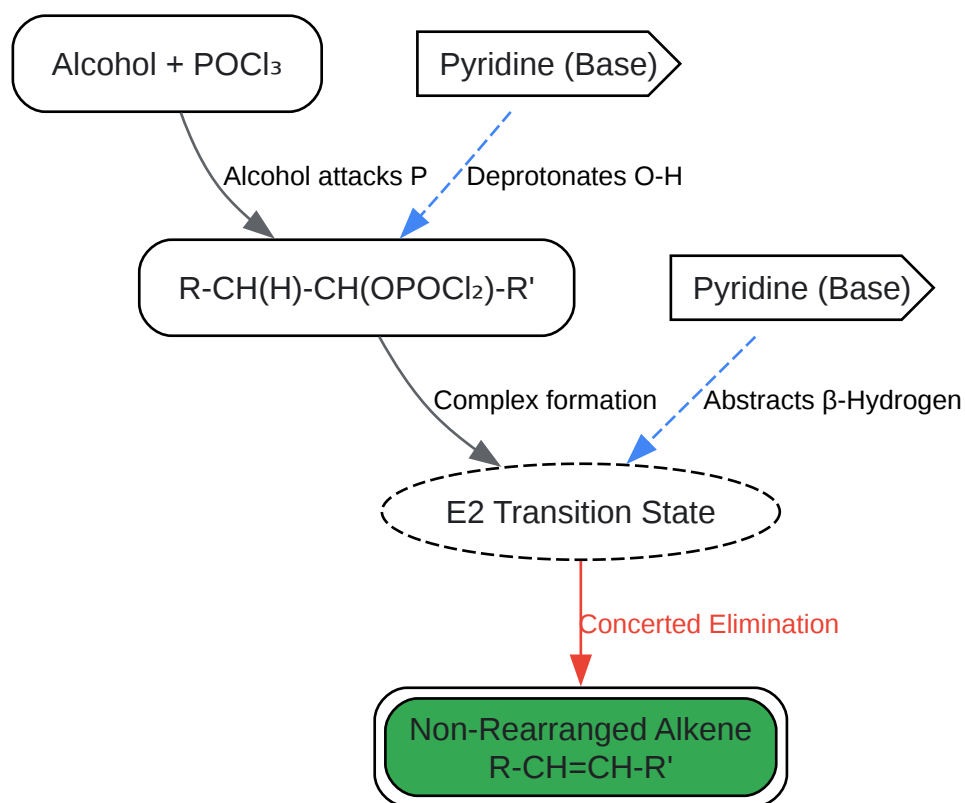 Alcohol + POCl₃
Pyridine (Base)
Alcohol attacks P
Deprotonates O-H
R-CH(H)-CH(OPOCl₂)-R'
Pyridine (Base)
Complex formation
Abstracts β-Hydrogen
E2 Transition State
Concerted Elimination
Non-Rearranged Alkene
R-CH=CH-R'